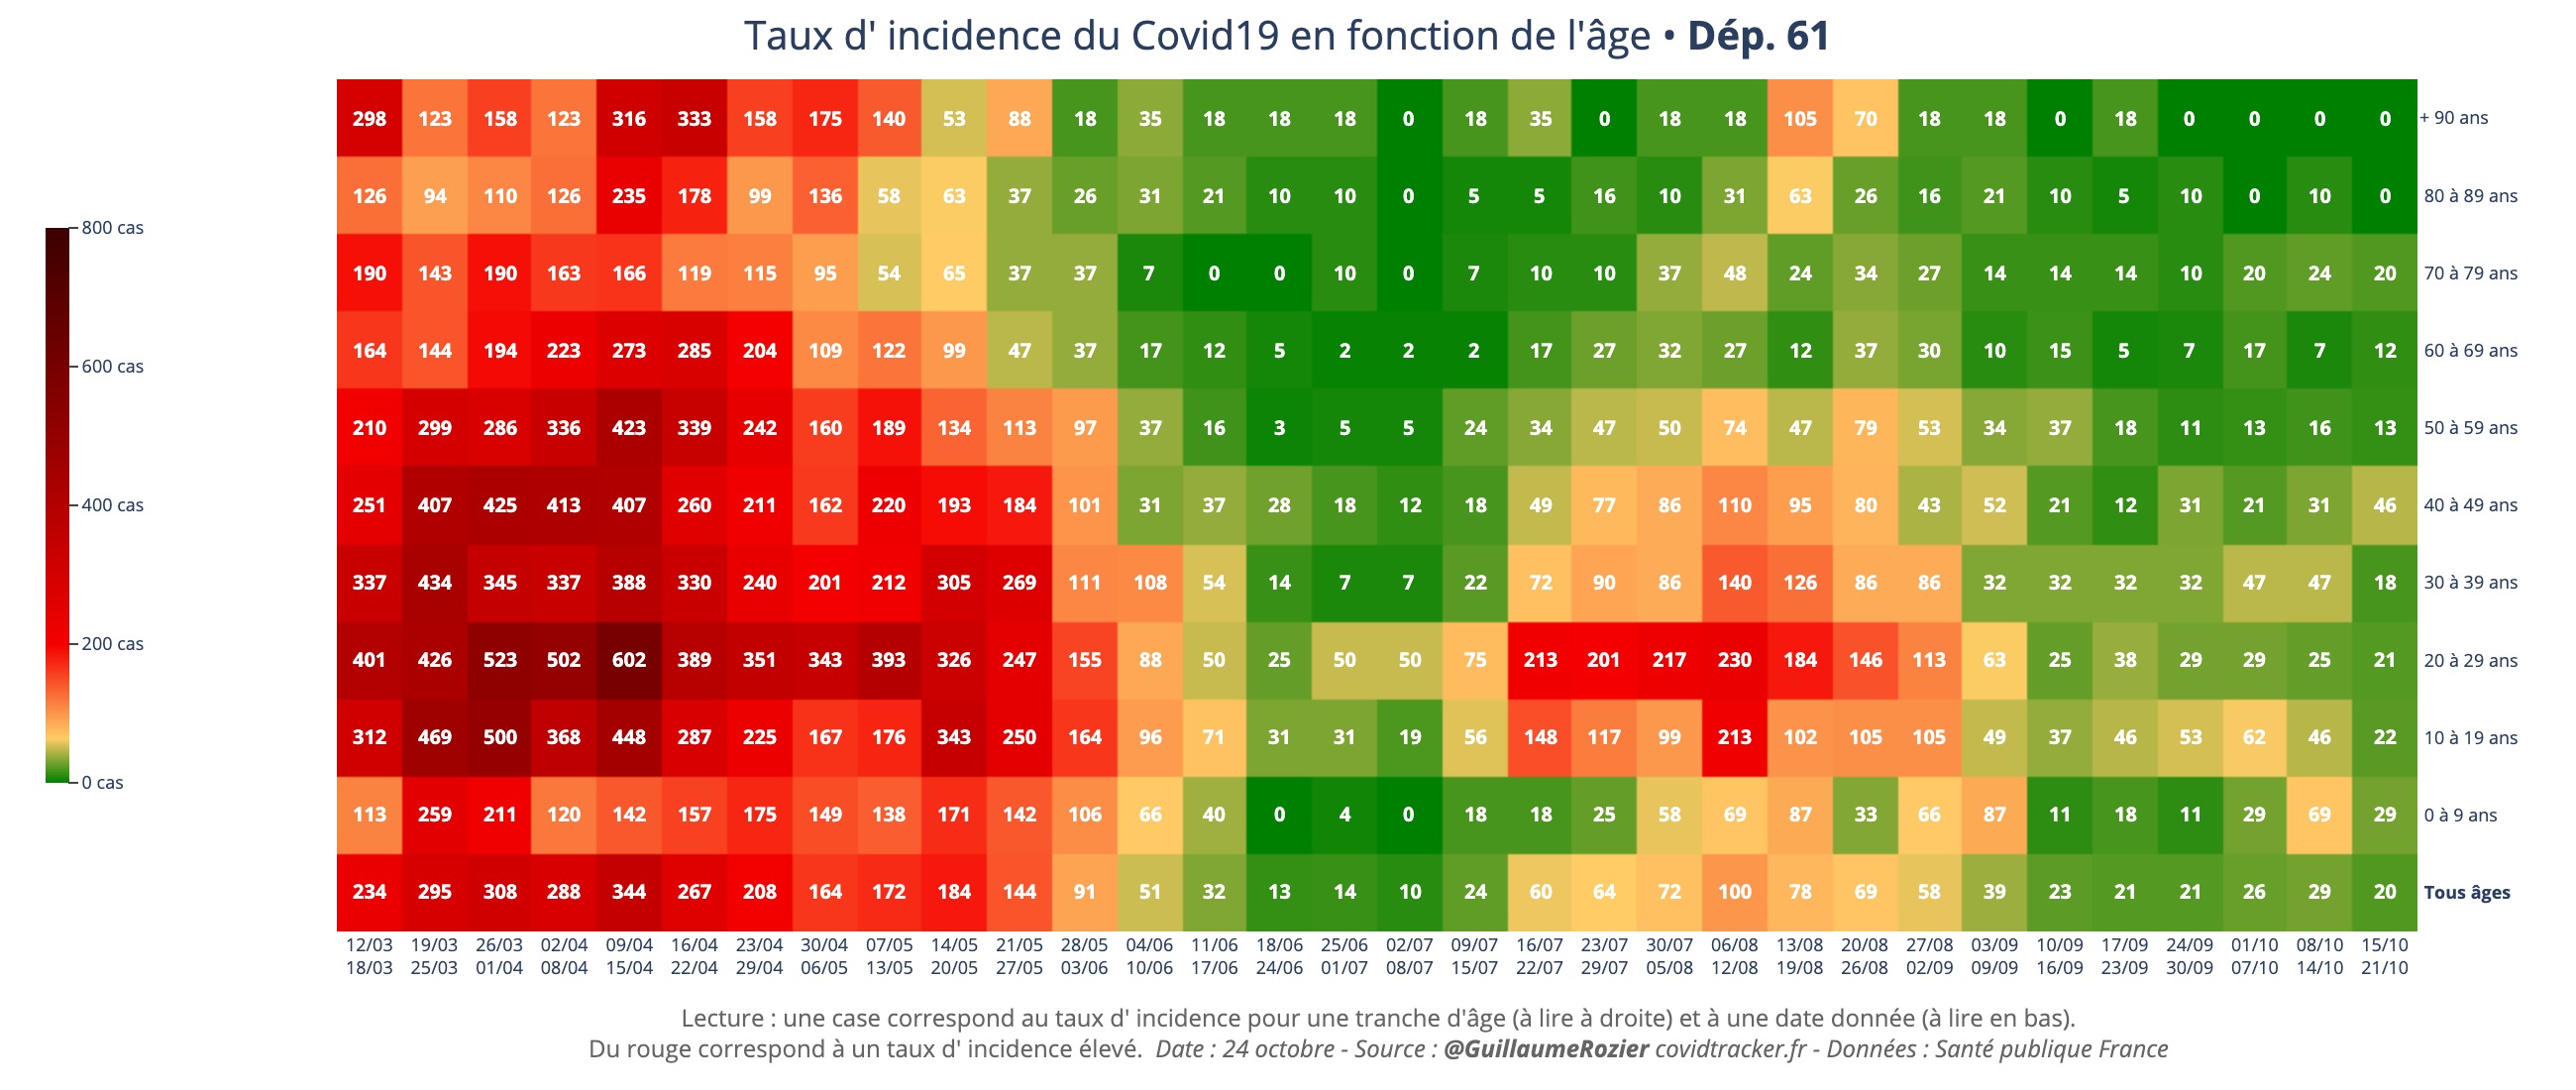 Taux d' incidence du Covid19 en fonction de l'âge • Dép. 61
800 cas
600 cas
400 cas
200 cas
0 cas
298 123 158 123 316 333 158 175 140 53 88 18 35 18 18 18 0 18 35 0 18 18 105 70 18 18 0 18 0 0 0 0 + 90 ans
126 94 110 126 235 178 99 136 58 63 37 26 31 21 10 10 0 5 5 16 10 31 63 26 16 21 10 5 10 0 10 0 80 à 89 ans
190 143 190 163 166 119 115 95 54 65 37 37 7 0 0 10 0 7 10 10 37 48 24 34 27 14 14 14 10 20 24 20 70 à 79 ans
164 144 194 223 273 285 204 109 122 99 47 37 17 12 5 2 2 2 17 27 32 27 12 37 30 10 15 5 7 17 7 12 60 à 69 ans
210 299 286 336 423 339 242 160 189 134 113 97 37 16 3 5 5 24 34 47 50 74 47 79 53 34 37 18 11 13 16 13 50 à 59 ans
251 407 425 413 407 260 211 162 220 193 184 101 31 37 28 18 12 18 49 77 86 110 95 80 43 52 21 12 31 21 31 46 40 à 49 ans
337 434 345 337 388 330 240 201 212 305 269 111 108 54 14 7 7 22 72 90 86 140 126 86 86 32 32 32 32 47 47 18 30 à 39 ans
401 426 523 502 602 389 351 343 393 326 247 155 88 50 25 50 50 75 213 201 217 230 184 146 113 63 25 38 29 29 25 21 20 à 29 ans
312 469 500 368 448 287 225 167 176 343 250 164 96 71 31 31 19 56 148 117 99 213 102 105 105 49 37 46 53 62 46 22 10 à 19 ans
113 259 211 120 142 157 175 149 138 171 142 106 66 40 0 4 0 18 18 25 58 69 87 33 66 87 11 18 11 29 69 29 0 à 9 ans
234 295 308 288 344 267 208 164 172 184 144 91 51 32 13 14 10 24 60 64 72 100 78 69 58 39 23 21 21 26 29 20 Tous âges
12/03 19/03 26/03 02/04 09/04 16/04 23/04 30/04 07/05 14/05 21/05 28/05 04/06 11/06 18/06 25/06 02/07 09/07 16/07 23/07 30/07 06/08 13/08 20/08 27/08 03/09 10/09 17/09 24/09 01/10 08/10 15/10
18/03 25/03 01/04 08/04 15/04 22/04 29/04 06/05 13/05 20/05 27/05 03/06 10/06 17/06 24/06 01/07 08/07 15/07 22/07 29/07 05/08 12/08 19/08 26/08 02/09 09/09 16/09 23/09 30/09 07/10 14/10 21/10
Lecture : une case correspond au taux d' incidence pour une tranche d'âge (à lire à droite) et à une date donnée (à lire en bas).
Du rouge correspond à un taux d' incidence élevé. Date : 24 octobre - Source : @GuillaumeRozier covidtracker.fr - Données : Santé publique France